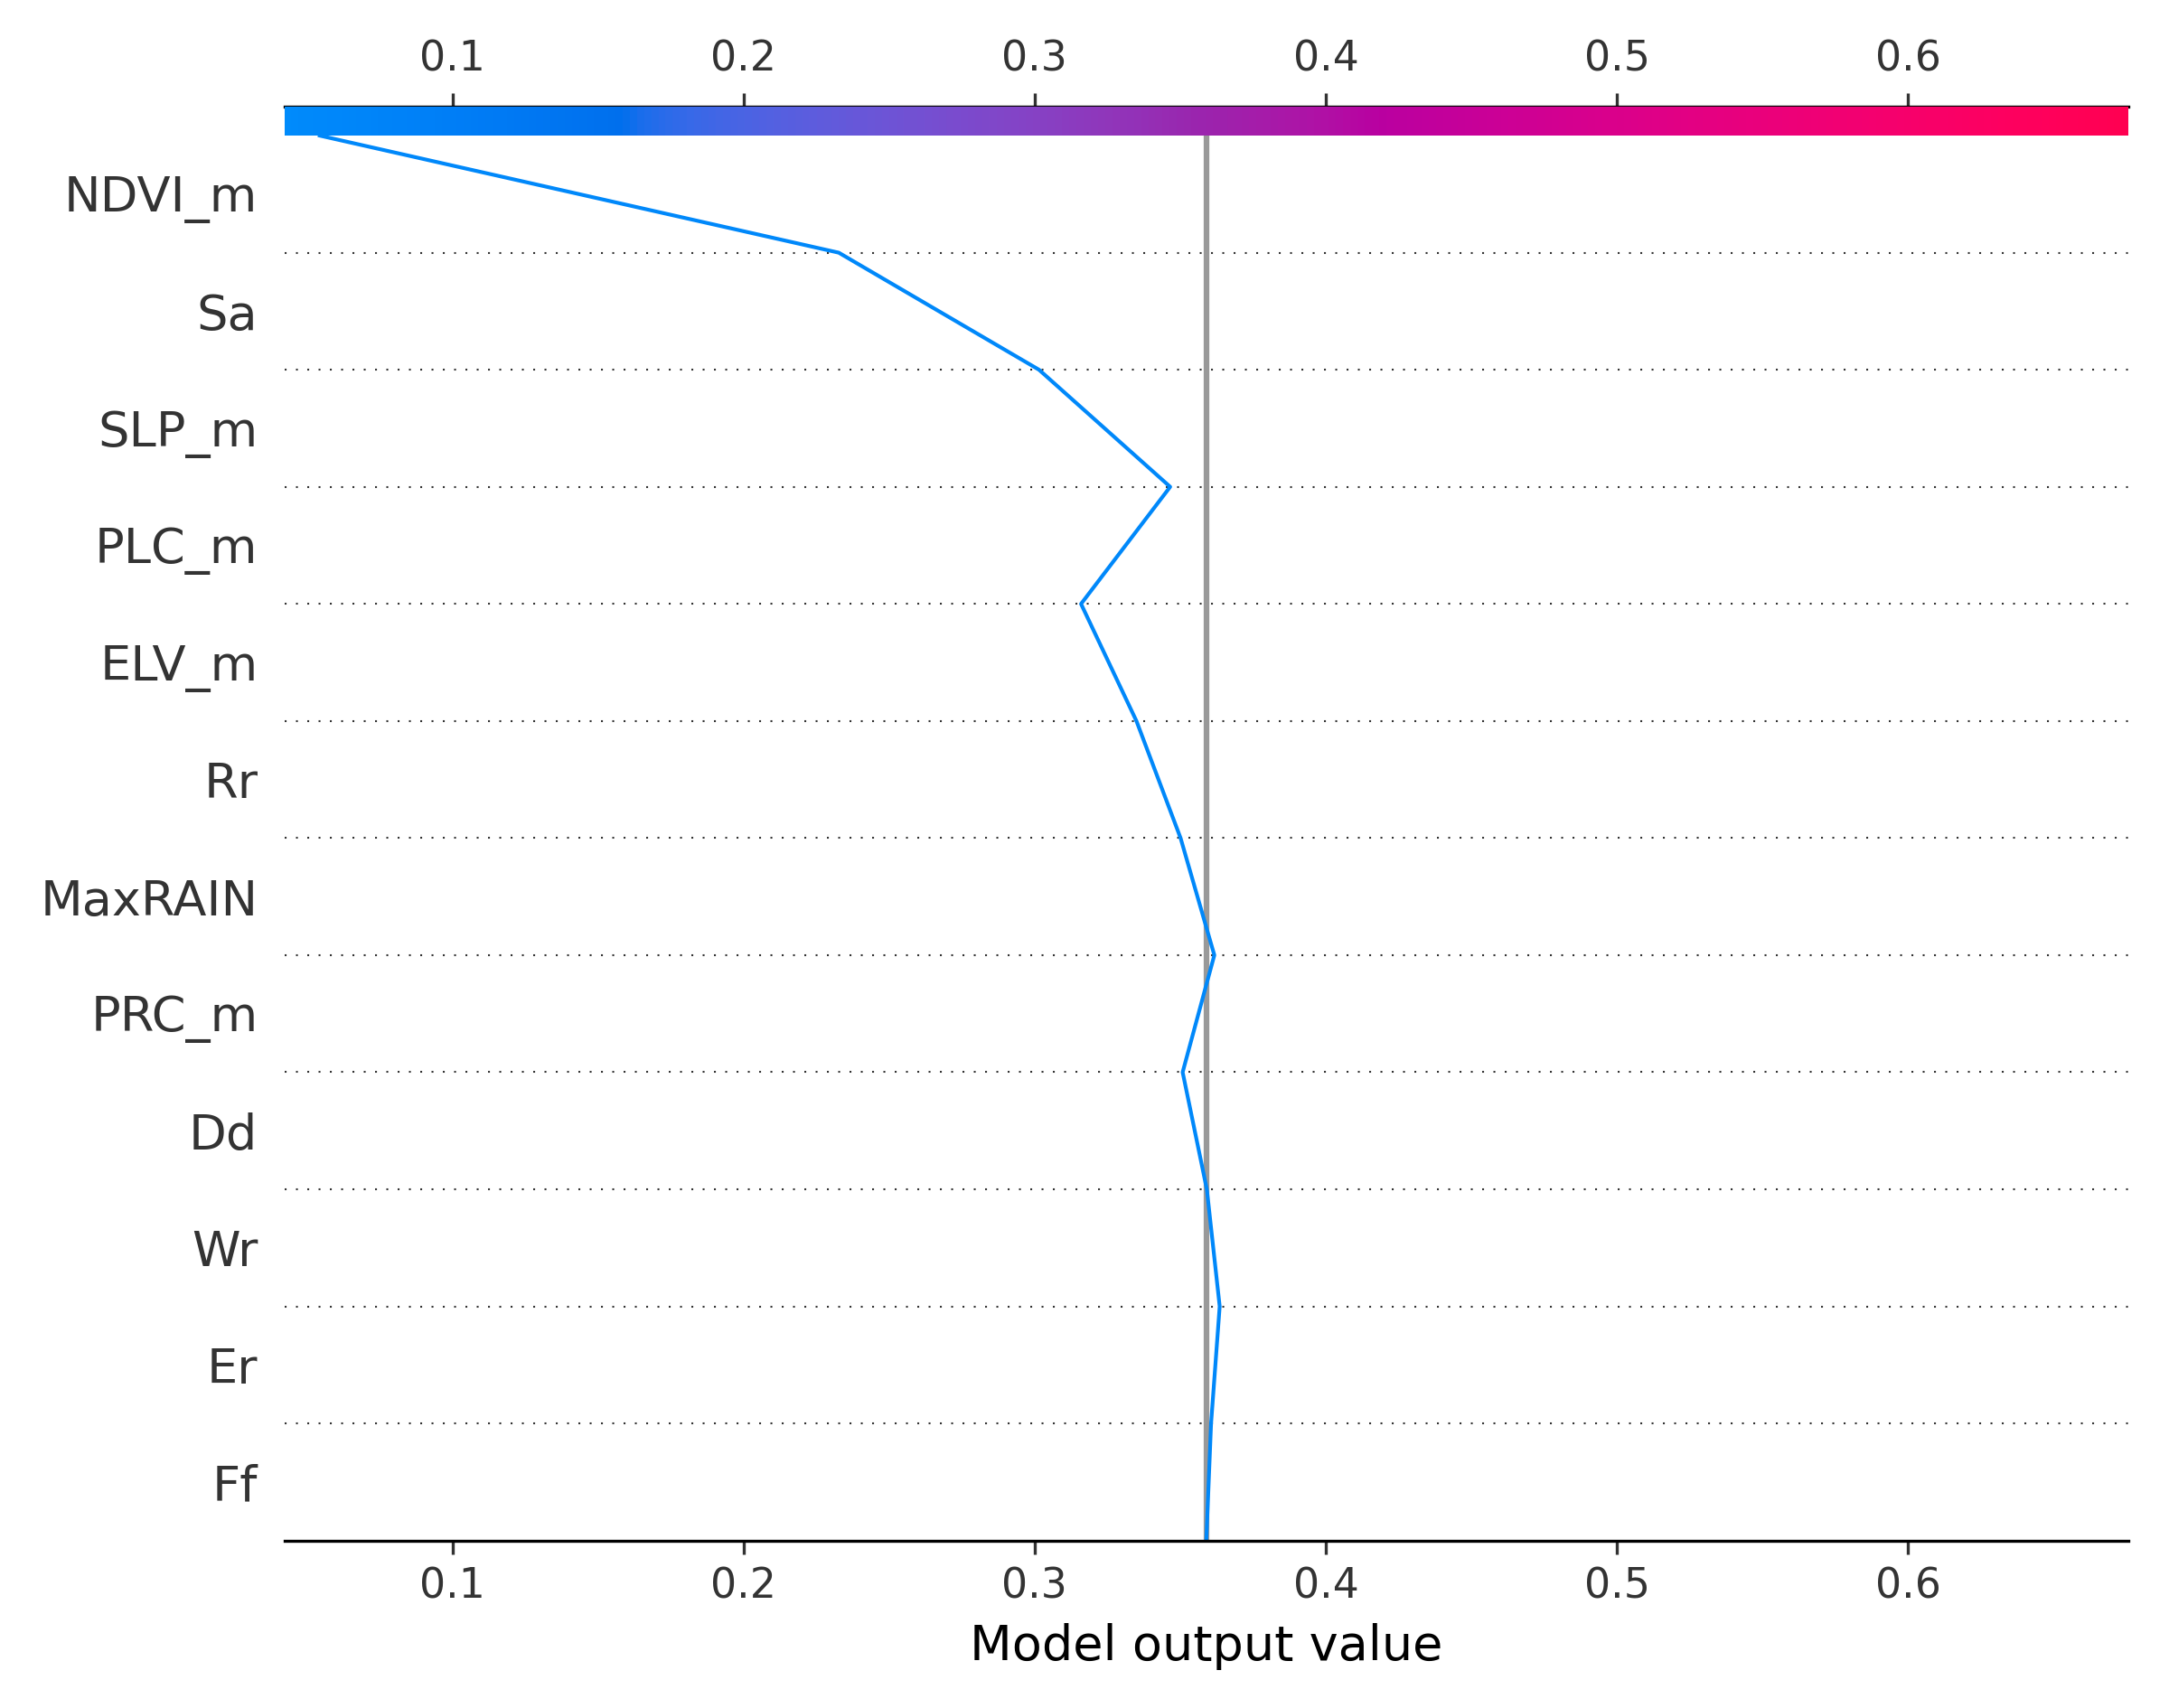 0.1 0.2 0.3 0.4 0.5 0.6
NDVI_m
Sa
SLP_m
PLC_m
ELV_m
Rr
MaxRAIN
PRC_m
Dd
Wr
Er
Ff
0.1 0.2 0.3 0.4 0.5 0.6
Model output value